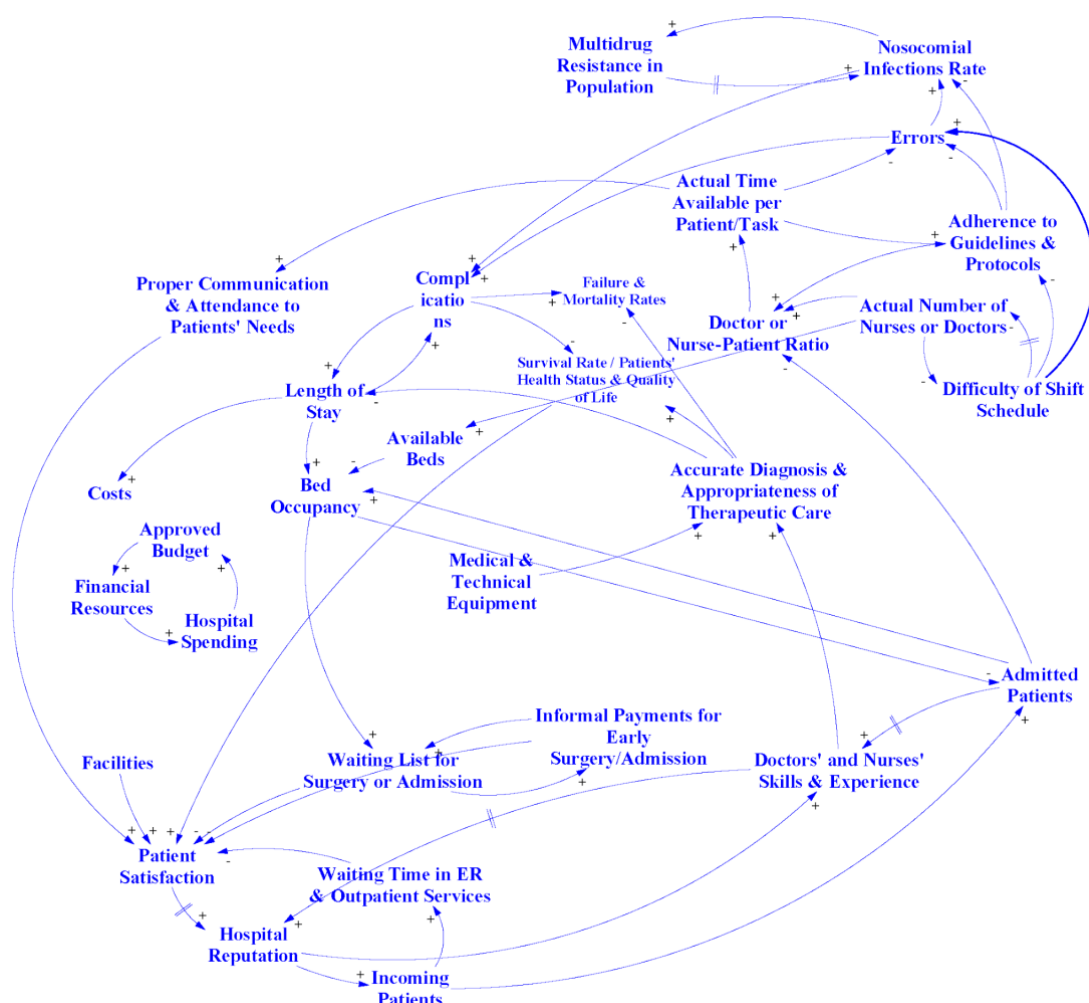 Multidrug
Resistance in
Population
Nosocomial
Infections Rate
Errors
Actual Time
Available per
Patient/Task
Adherence to
Guidelines &
Protocols
Proper Communication
& Attendance to
Patients' Needs
Compl
icatio
ns
Failure &
Mortality Rates
Doctor or
Nurse-Patient Ratio
Actual Number of
Nurses or Doctors
Survival Rate / Patients'
Health Status & Quality
of Life
Difficulty of Shift
Schedule
Length of
Stay
Available
Beds
Costs
Bed
Occupancy
Accurate Diagnosis &
Appropriateness of
Therapeutic Care
Approved
Budget
Financial
Resources
Hospital
Spending
Medical &
Technical
Equipment
Admitted
Patients
Informal Payments for
Early
Surgery/Admission
Facilities
Waiting List for
Surgery or Admission
Doctors' and Nurses'
Skills & Experience
Patient
Satisfaction
Waiting Time in ER
& Outpatient Services
Hospital
Reputation
Incoming
Patients